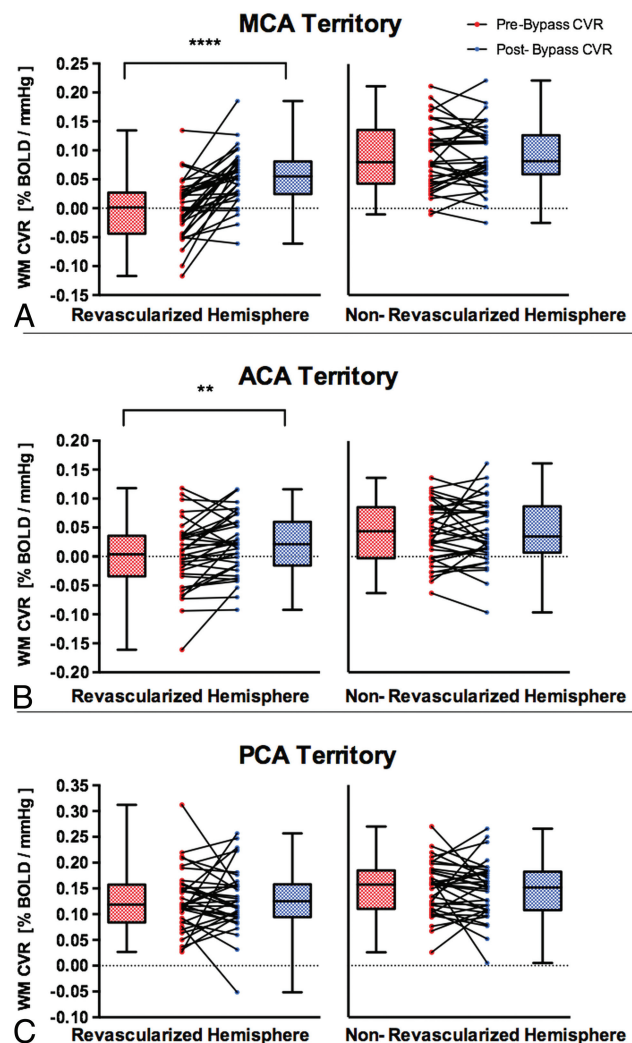 MCA Territory
Pre-Bypass CVR
Post- Bypass CVR
****
WM CVR [% BOLD / mmHg ]
0.25
0.20
0.15
0.10
0.05
0.00
-0.05
-0.10
-0.15
A
Revascularized Hemisphere
Non- Revascularized Hemisphere
ACA Territory
**
WM CVR [% BOLD / mmHg ]
0.20
0.15
0.10
0.05
0.00
-0.05
-0.10
-0.15
-0.20
B
Revascularized Hemisphere
Non- Revascularized Hemisphere
PCA Territory
WM CVR [% BOLD / mmHg ]
0.35
0.30
0.25
0.20
0.15
0.10
0.05
0.00
-0.05
-0.10
C
Revascularized Hemisphere
Non- Revascularized Hemisphere